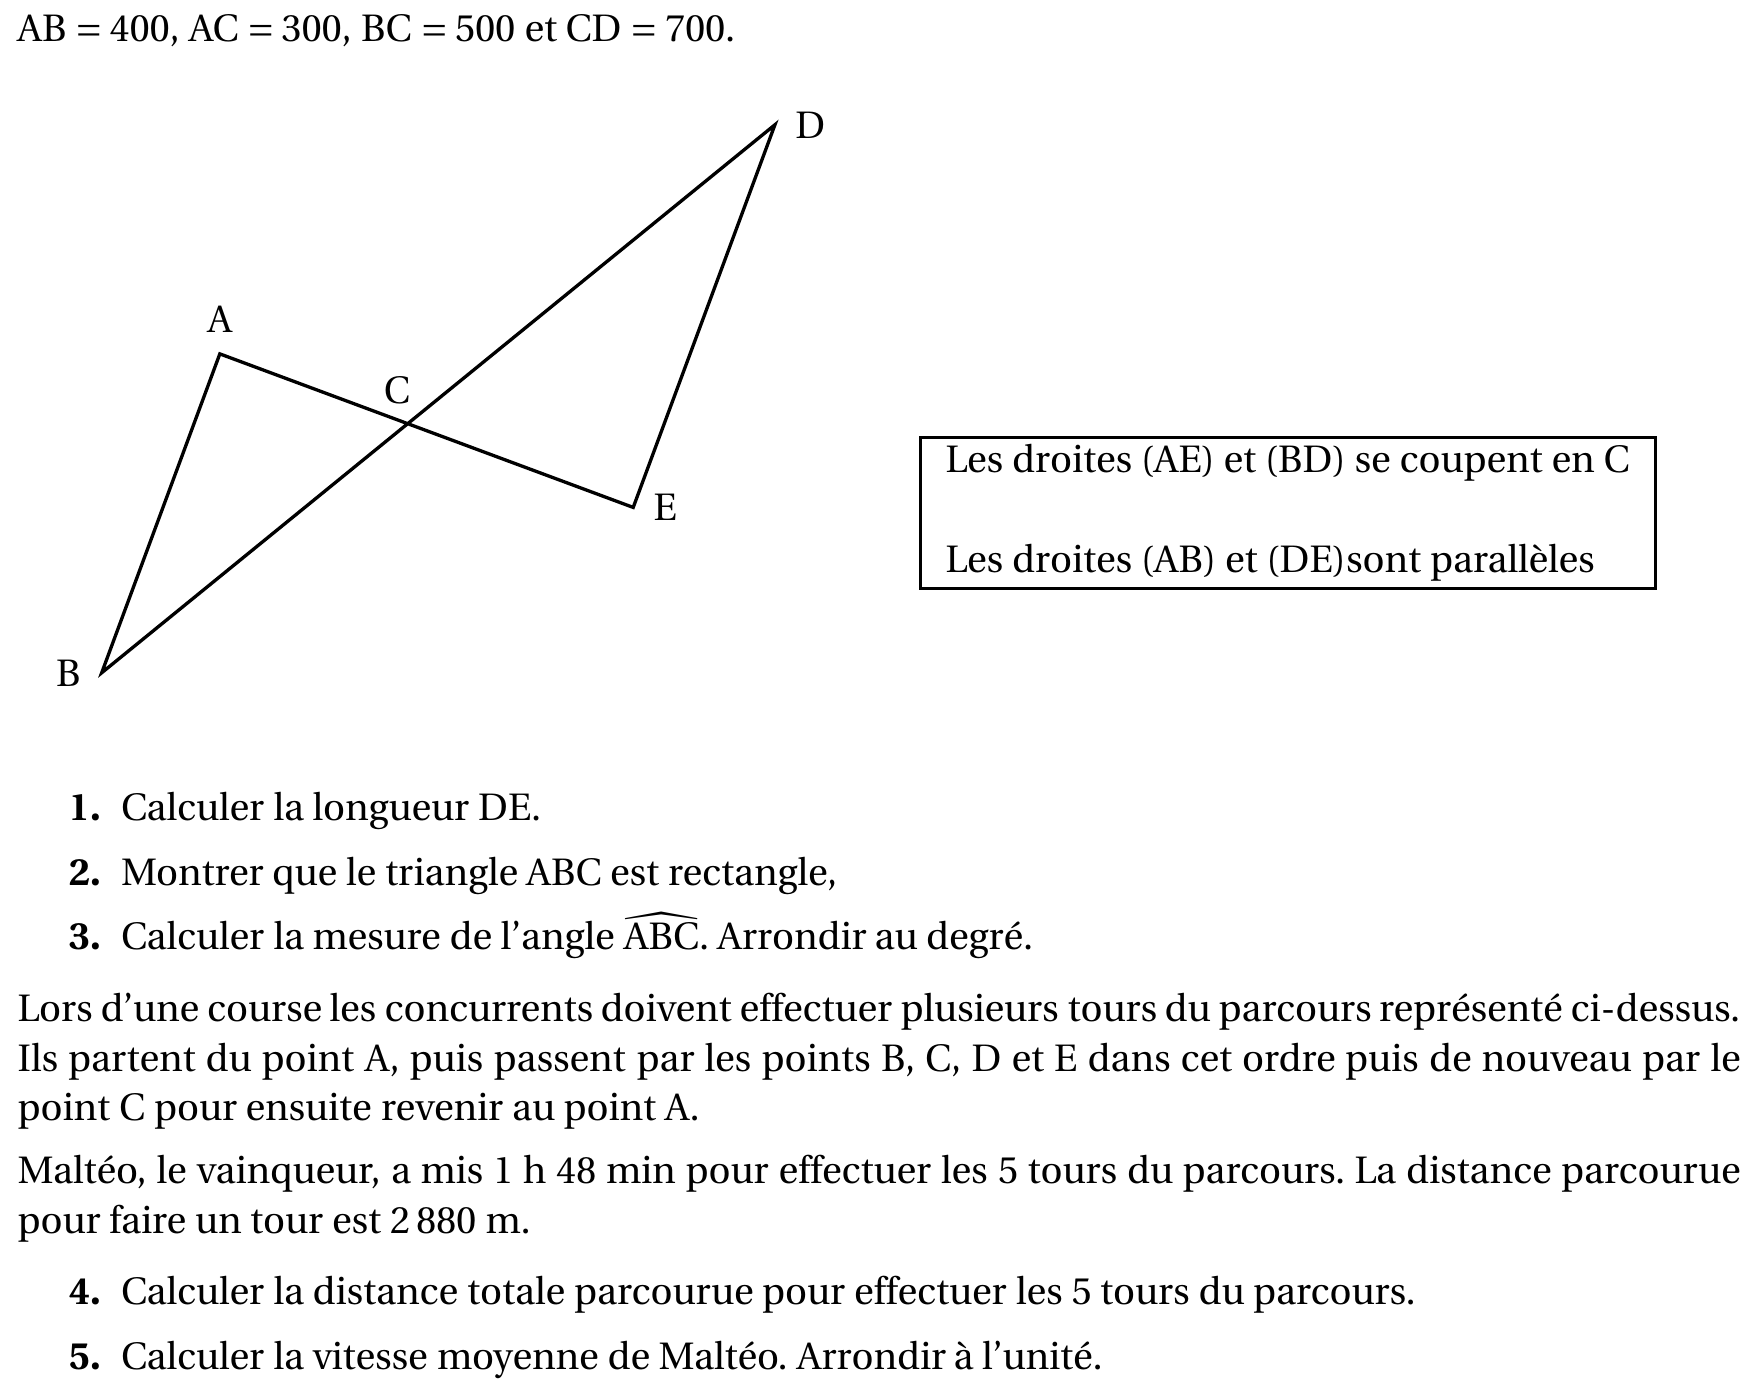 AB = 400, AC = 300, BC = 500 et CD = 700.
D
A
C
E
B
Les droites (AE) et (BD) se coupent en C
Les droites (AB) et (DE)sont parallèles
1. Calculer la longueur DE.
2. Montrer que le triangle ABC est rectangle,
3. Calculer la mesure de l'angle \widehat{ABC}. Arrondir au degré.
Lors d'une course les concurrents doivent effectuer plusieurs tours du parcours représenté ci-dessus.
Ils partent du point A, puis passent par les points B, C, D et E dans cet ordre puis de nouveau par le
point C pour ensuite revenir au point A.
Maltéo, le vainqueur, a mis 1 h 48 min pour effectuer les 5 tours du parcours. La distance parcourue
pour faire un tour est 2 880 m.
4. Calculer la distance totale parcourue pour effectuer les 5 tours du parcours.
5. Calculer la vitesse moyenne de Maltéo. Arrondir à l'unité.